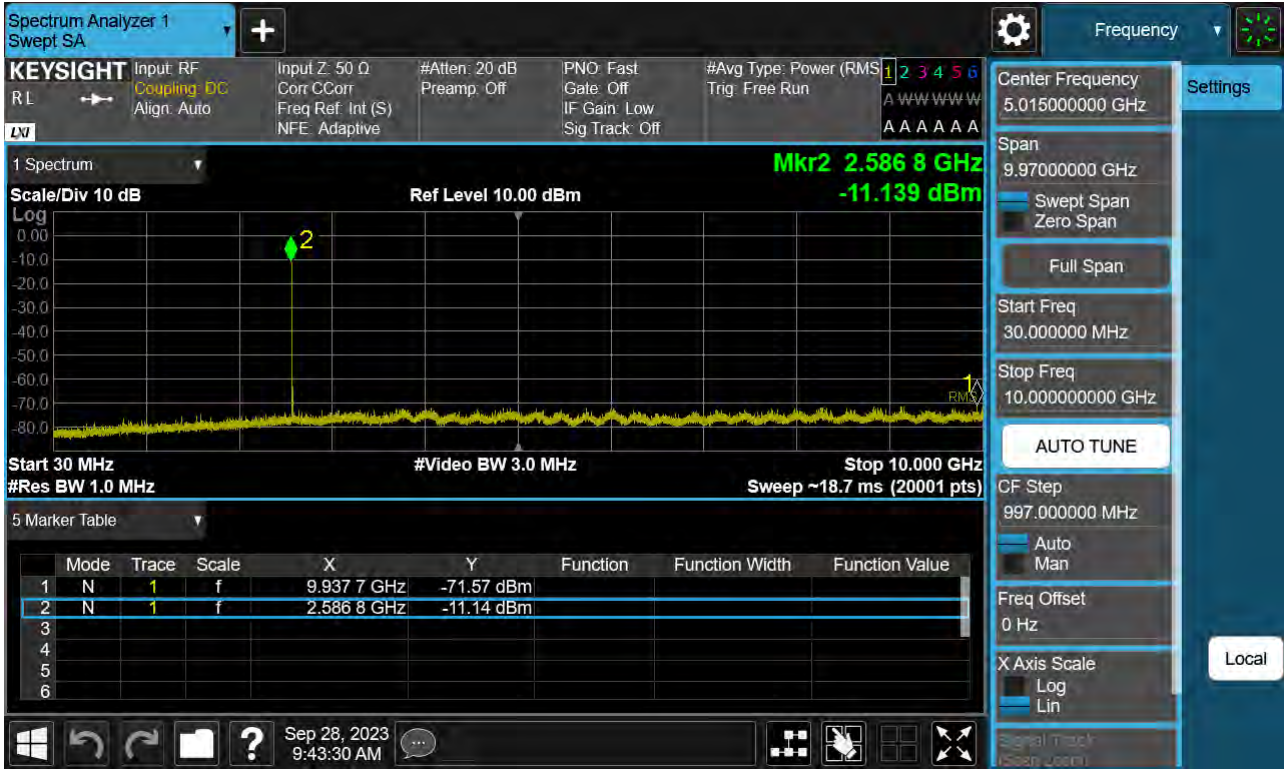 Spectrum Analyzer 1
Swept SA
Frequency
KEYSIGHT
RL
LXI
Input: RF
Coupling: DC
Align: Auto
Input Z: 50 Ω
Corr CCorr
Freq Ref: Int (S)
NFE: Adaptive
#Atten: 20 dB
Preamp: Off
PNO: Fast
Gate: Off
IF Gain: Low
Sig Track: Off
#Avg Type: Power (RMS
Trig: Free Run
1 2 3 4 5 6
A W W W W W
A A A A A A
Center Frequency
5.015000000 GHz
Settings
1 Spectrum
Mkr2 2.586 8 GHz
-11.139 dBm
Scale/Div 10 dB
Ref Level 10.00 dBm
Span
9.97000000 GHz
Swept Span
Zero Span
Log
0.00
-10.0
-20.0
-30.0
-40.0
-50.0
-60.0
-70.0
-80.0
2
1
RMS
Full Span
Start Freq
30.000000 MHz
Stop Freq
10.000000000 GHz
AUTO TUNE
Start 30 MHz
#Video BW 3.0 MHz
Stop 10.000 GHz
#Res BW 1.0 MHz
Sweep ~18.7 ms (20001 pts)
CF Step
997.000000 MHz
Auto
Man
5 Marker Table
Mode Trace Scale X Y Function Function Width Function Value
1 N 1 f 9.937 7 GHz -71.57 dBm
2 N 1 f 2.586 8 GHz -11.14 dBm
3
4
5
6
Freq Offset
0 Hz
X Axis Scale
Log
Lin
Local
Signal Track
(Span Zoom)
?
Sep 28, 2023
9:43:30 AM